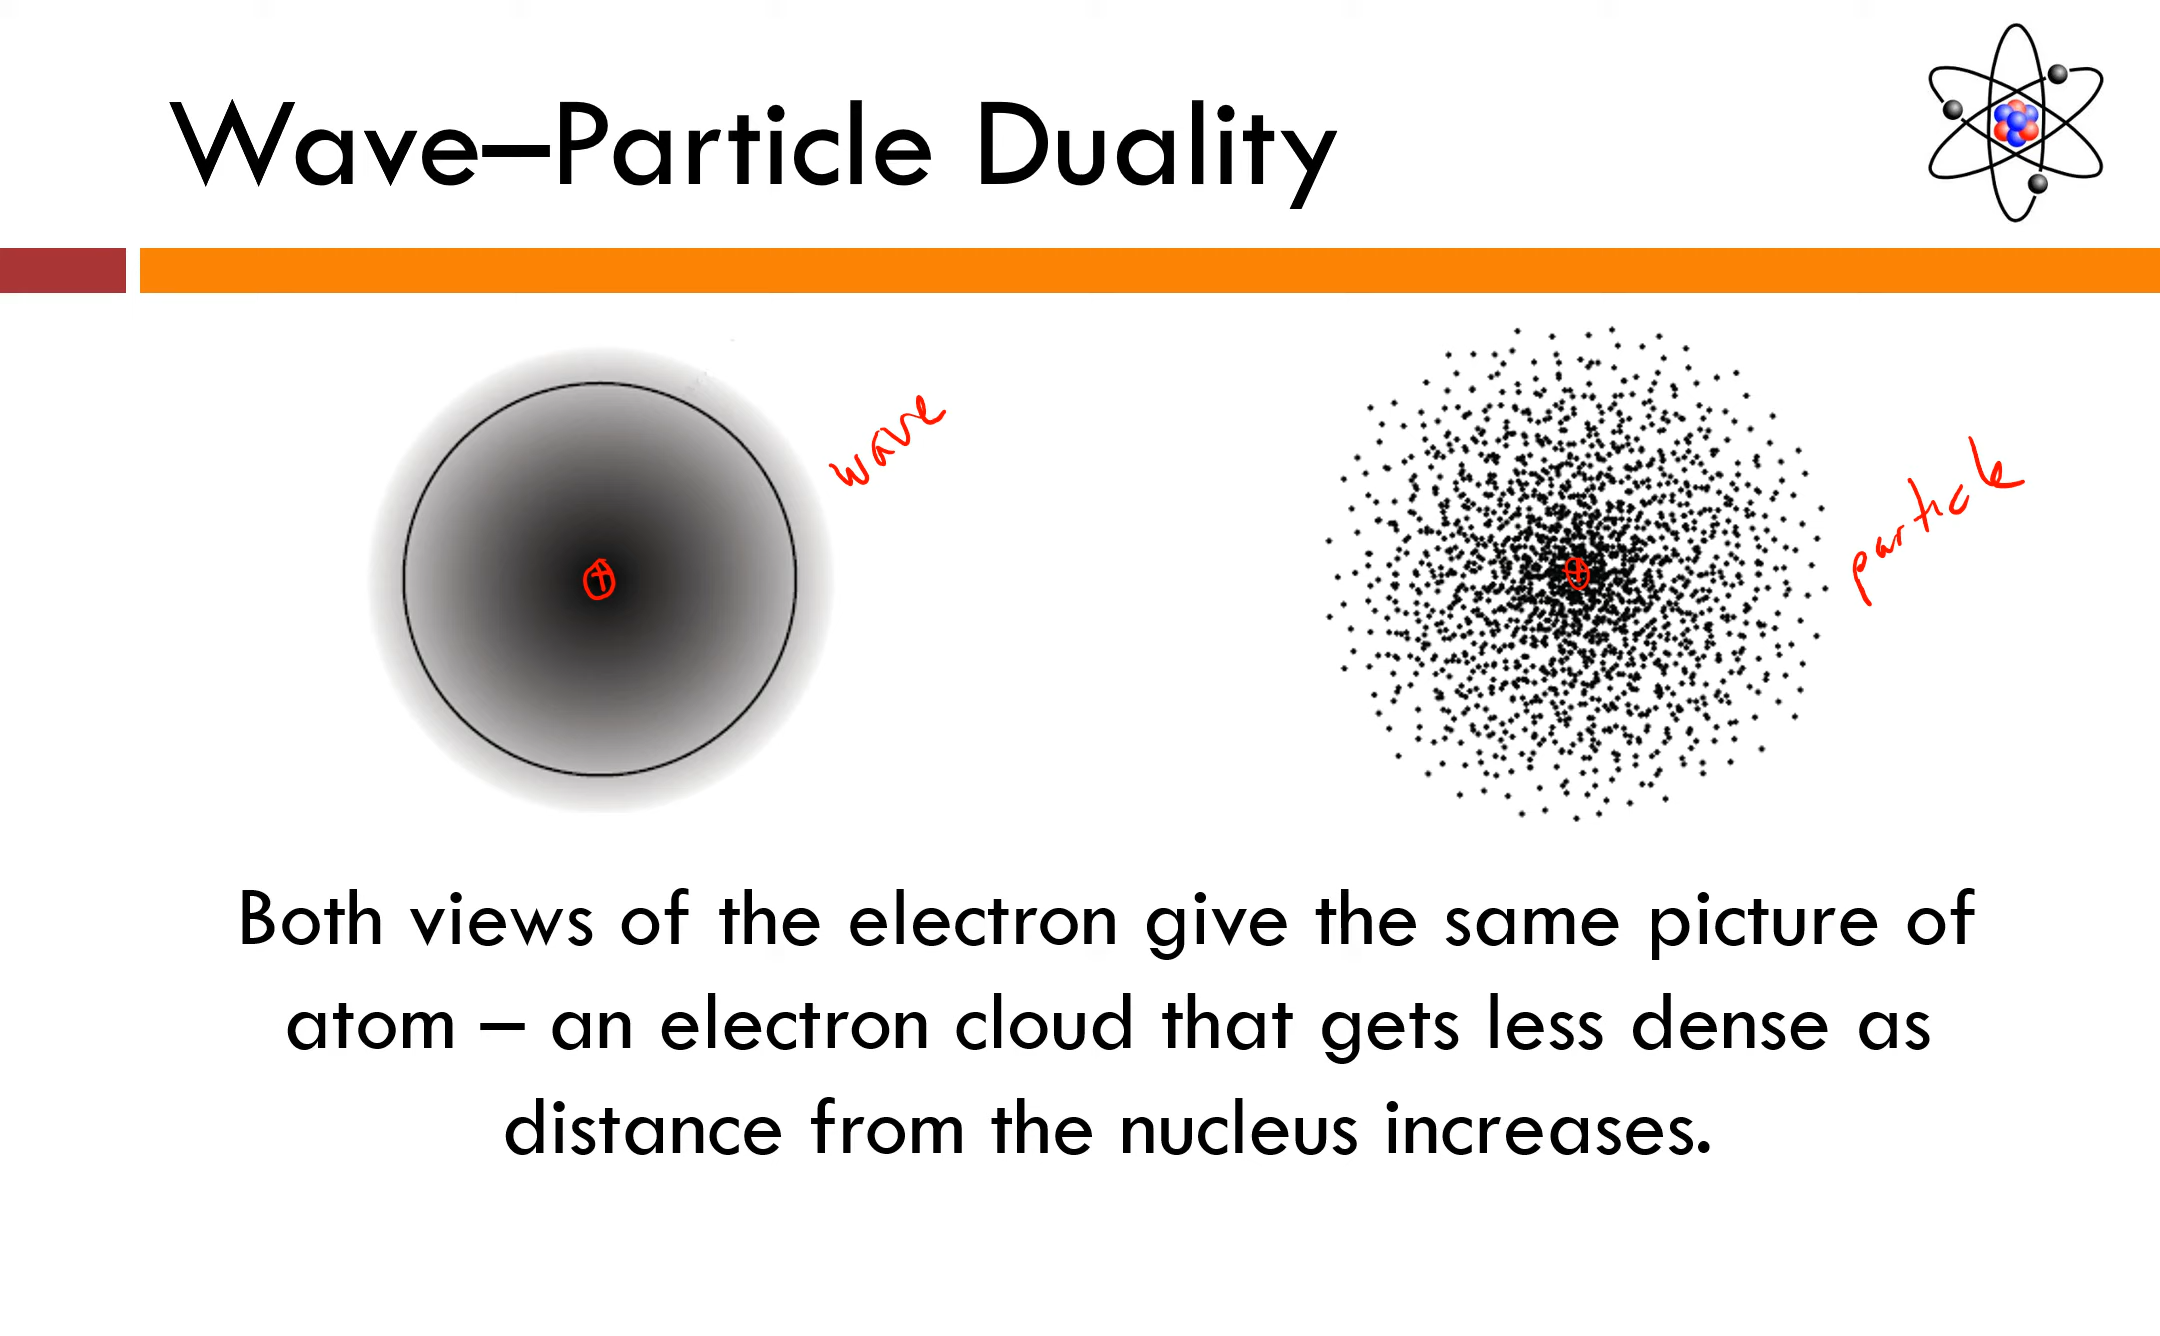 Wave–Particle Duality
wave
particle
Both views of the electron give the same picture of
atom – an electron cloud that gets less dense as
distance from the nucleus increases.